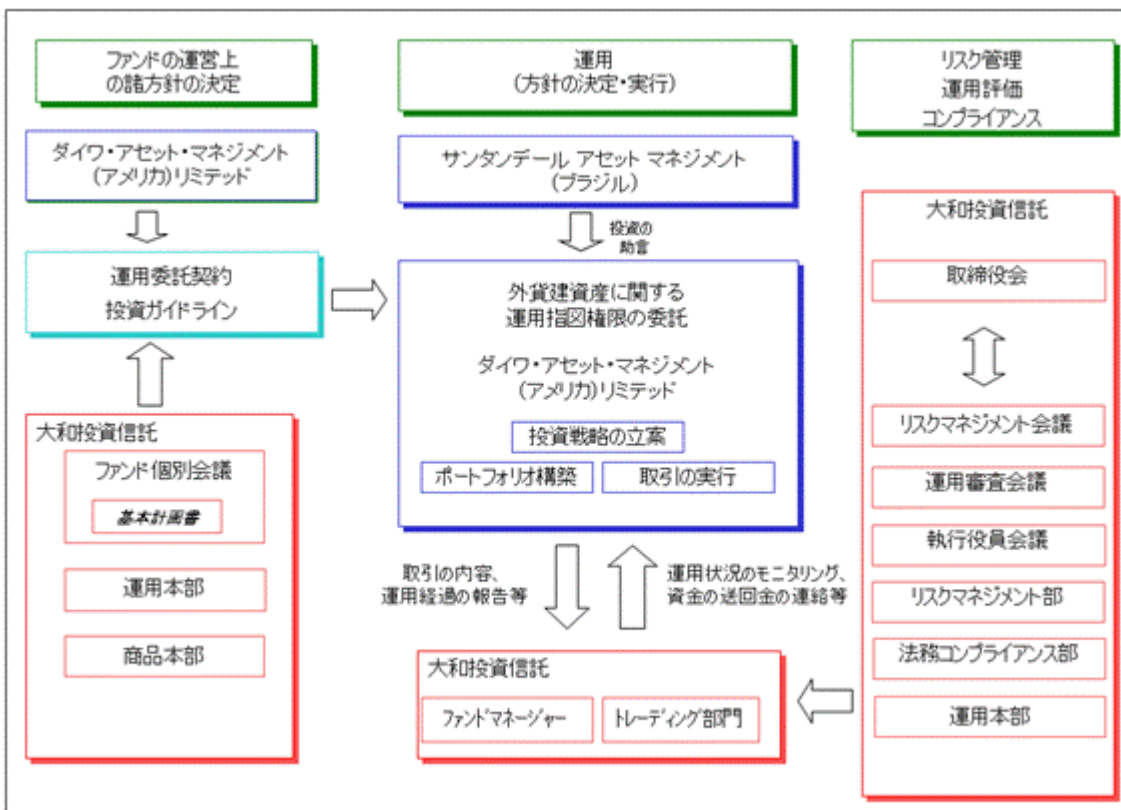 ファンドの運営上
の諸方針の決定
ダイワ・アセット・マネジメント
(アメリカ)リミテッド
運用委託契約
投資ガイドライン
大和投資信託
ファンド個別会議
基本計画書
運用本部
商品本部
運用
(方針の決定・実行)
サンタンデール アセット マネジメント
(ブラジル)
投資の
助言
外貨建資産に関する
運用指図権限の委託
ダイワ・アセット・マネジメント
(アメリカ)リミテッド
投資戦略の立案
ポートフォリオ構築
取引の実行
取引の内容、
運用経過の報告等
運用状況のモニタリング、
資金の送回金の連絡等
大和投資信託
ファンドマネージャー
トレーディング部門
リスク管理
運用評価
コンプライアンス
大和投資信託
取締役会
リスクマネジメント会議
運用審査会議
執行役員会議
リスクマネジメント部
法務コンプライアンス部
運用本部